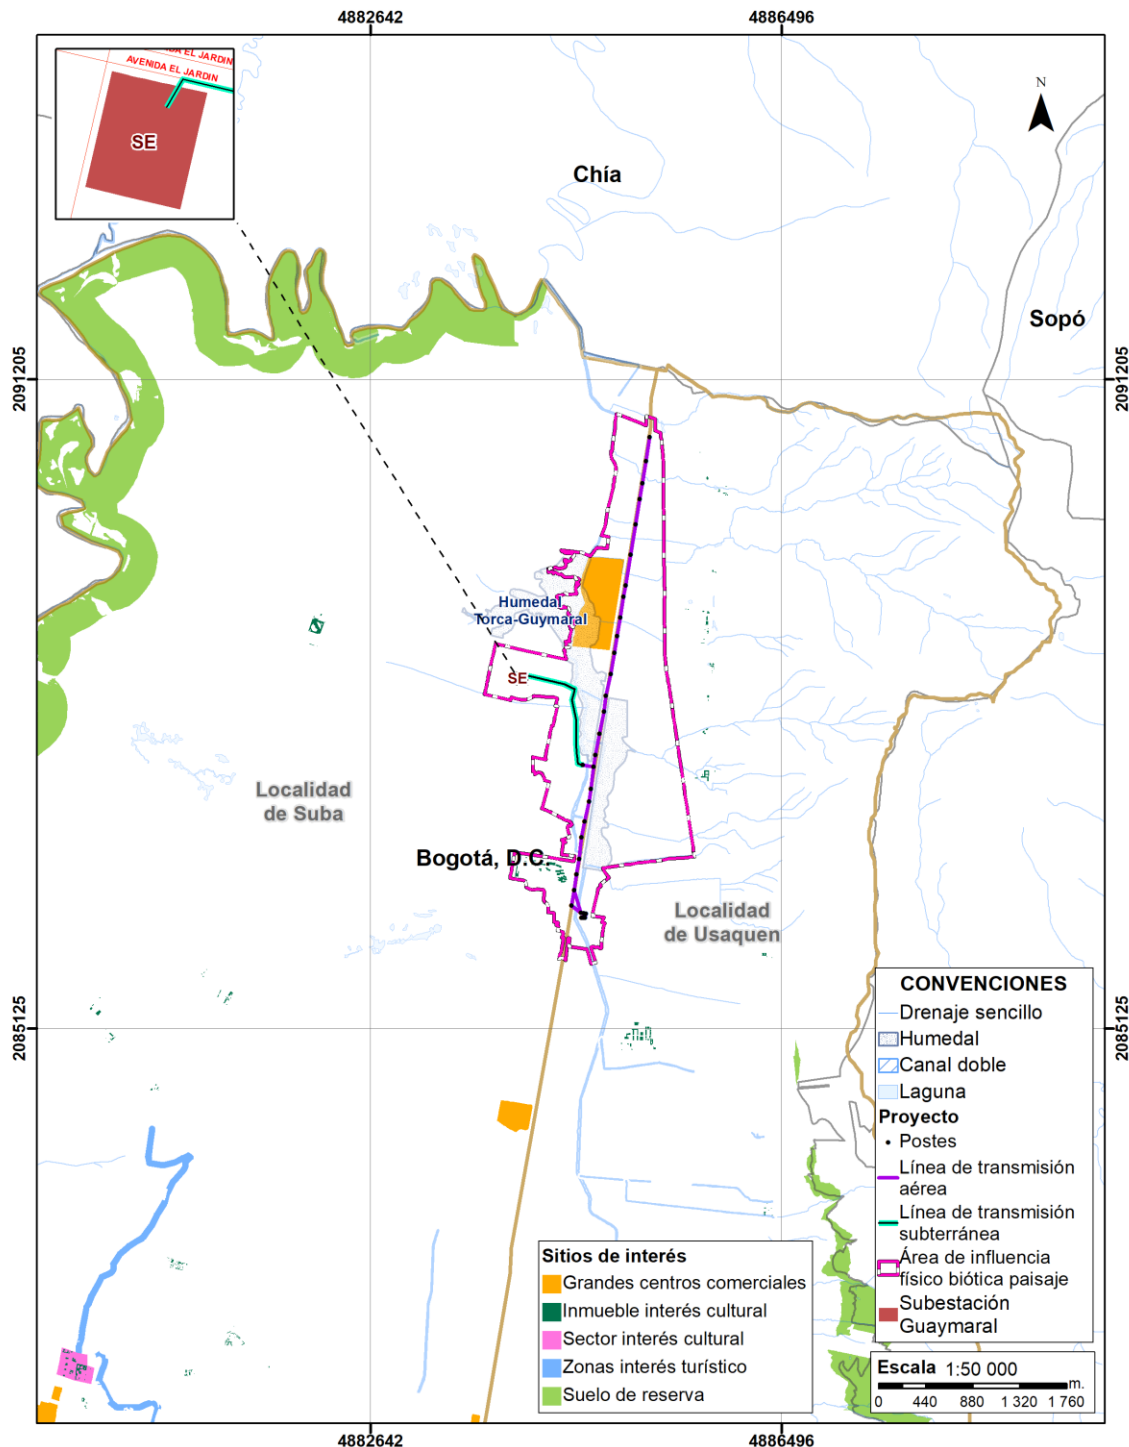 4882642
4886496
AVENIDA EL JARDIN
SE
N
Chía
Sopó
2091205
2091205
Humedal
Torca-Guymaral
SE
Localidad
de Suba
Bogotá, D.C.
Localidad
de Usaquen
2085125
2085125
CONVENCIONES
Drenaje sencillo
Humedal
Canal doble
Laguna
Proyecto
Postes
Línea de transmisión
aérea
Línea de transmisión
subterránea
Área de influencia
físico biótica paisaje
Subestación
Guaymaral
Sitios de interés
Grandes centros comerciales
Inmueble interés cultural
Sector interés cultural
Zonas interés turístico
Suelo de reserva
Escala 1:50 000
m.
0 440 880 1 320 1 760
4882642
4886496